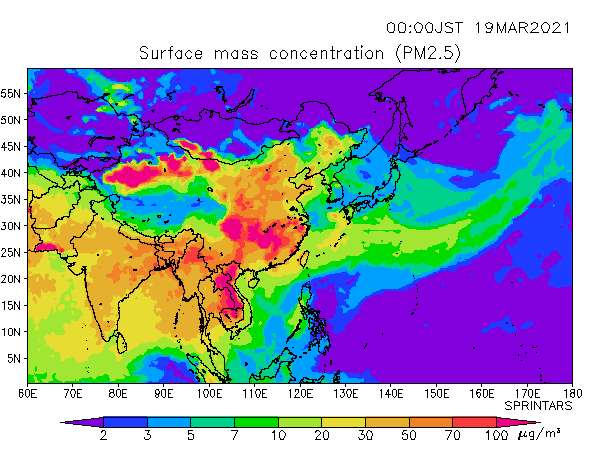 00:00JST 19MAR2021
Surface mass concentration (PM2.5)
55N
50N
45N
40N
35N
30N
25N
20N
15N
10N
5N
60E 70E 80E 90E 100E 110E 120E 130E 140E 150E 160E 170E 180
SPRINTARS
2 3 5 7 10 20 30 50 70 100 μg/m³